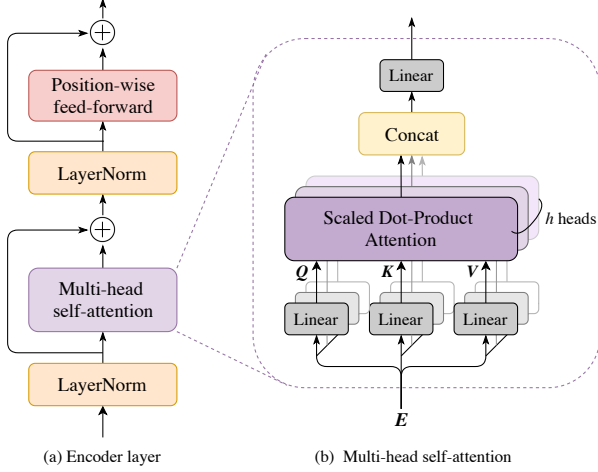 Position-wise
feed-forward
LayerNorm
Multi-head
self-attention
LayerNorm
(a) Encoder layer
Linear
Concat
Scaled Dot-Product
Attention
h heads
Q K V
Linear Linear Linear
E
(b) Multi-head self-attention